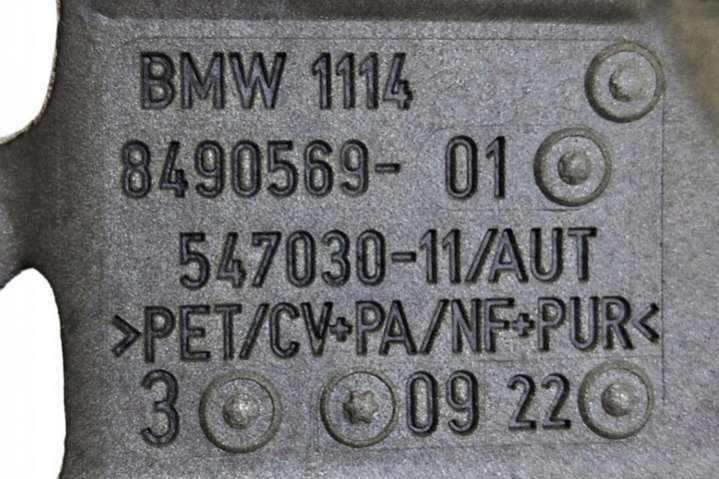 BMW 1114
8490569- 01
547030-11/AUT
>PET/CV+PA/NF+PUR<
3 09 22